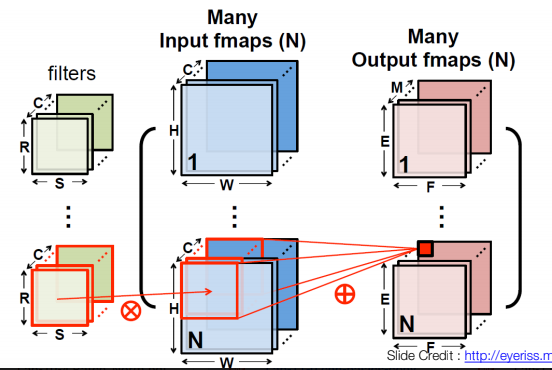 Many
Input fmaps (N)
Many
Output fmaps (N)
filters
C
R
S
C
H
1
W
M
E
1
F
C
R
S
C
H
N
W
E
N
F
Slide Credit : http://eyeriss.m